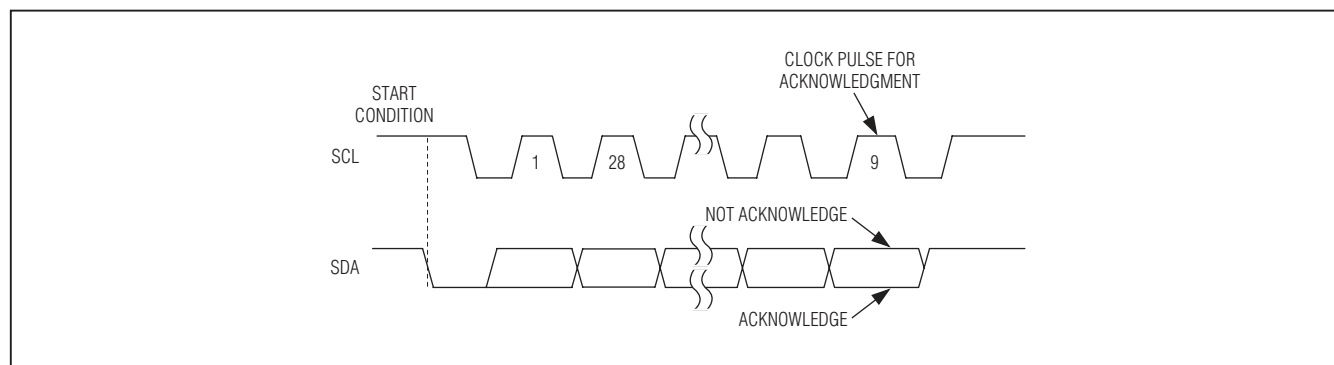 CLOCK PULSE FOR
ACKNOWLEDGMENT
START
CONDITION
SCL
1
28
9
NOT ACKNOWLEDGE
SDA
ACKNOWLEDGE